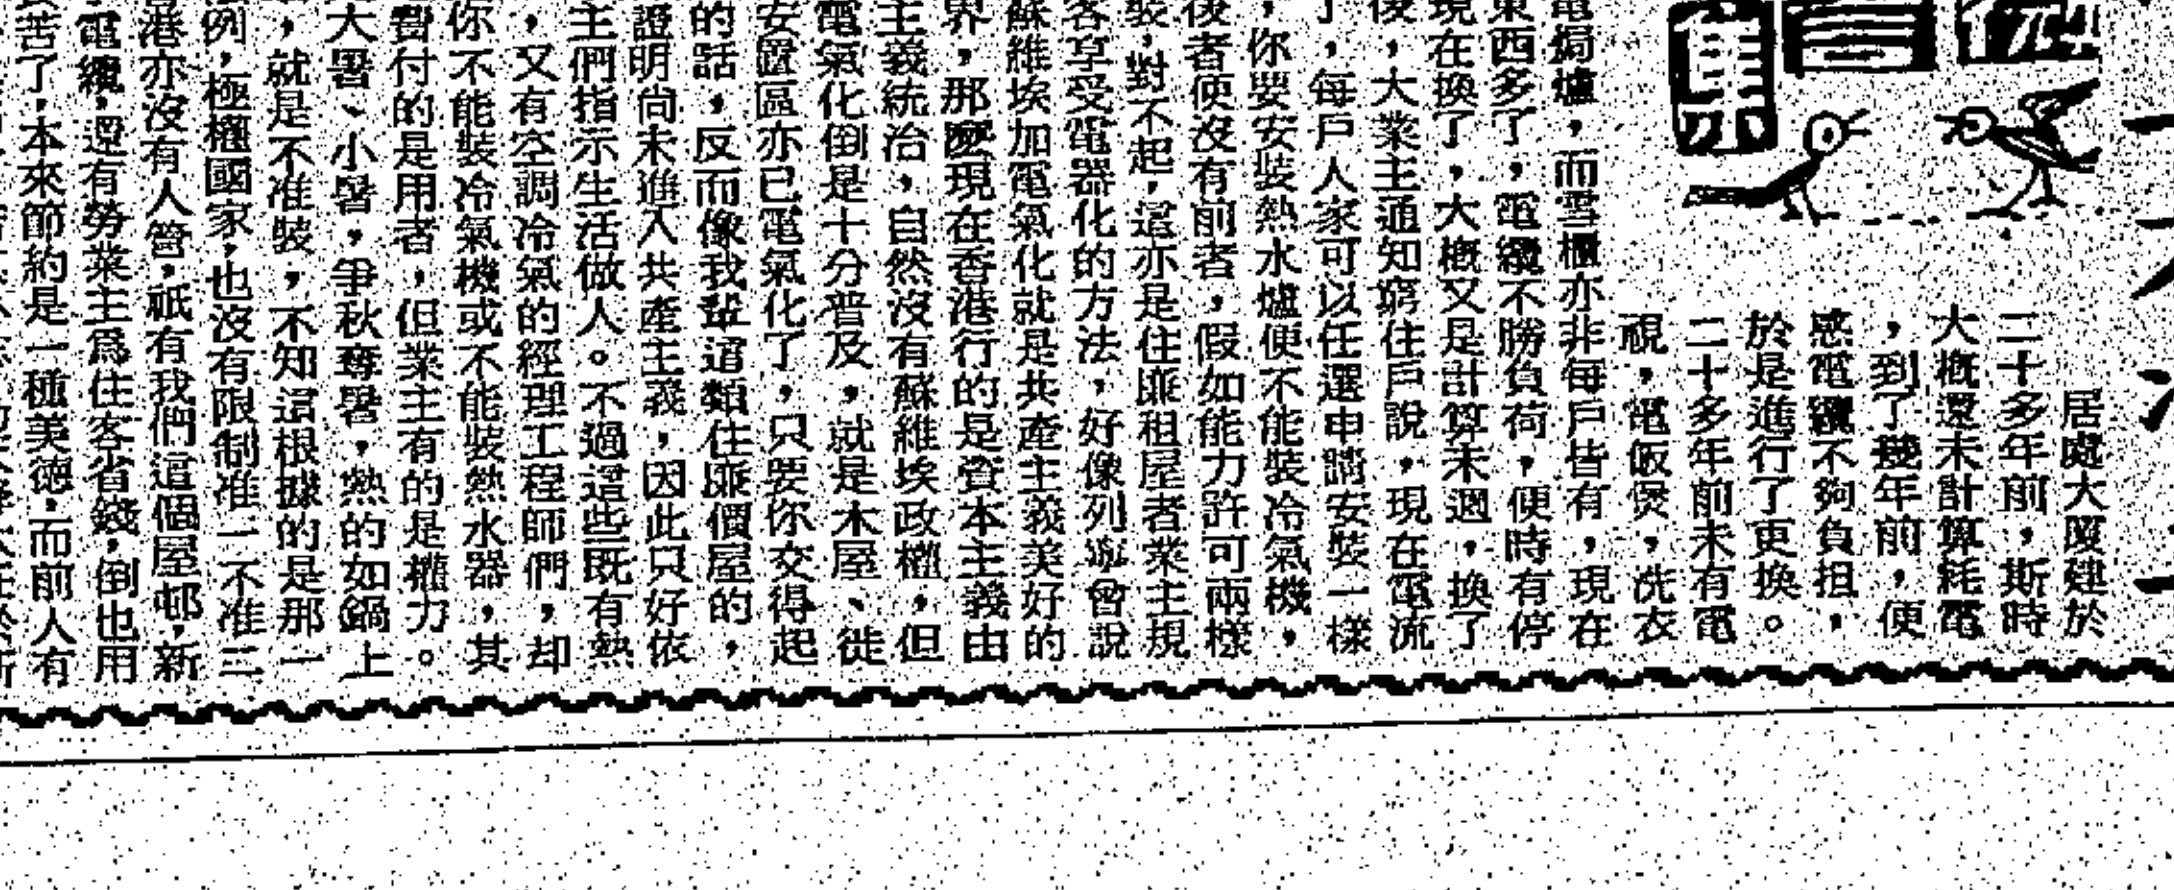 集
居處大廈建於
二十多年前，斯時
大概還未計算耗電
，到了幾年前，便
感電纜不夠負担，
於是進行了更換。
二十多年前未有電
視，電飯煲，洗衣
電焗爐，而雪櫃亦非每戶皆有，現在
東西多了，電纜不勝負荷，便時有停
現在換了，大概又是計算未週，換了
後，大業主通知窮住戶說，現在電流
，每戶人家可以任選申請安裝一樣
，你要安裝熱水爐便不能裝冷氣機，
後者便沒有前者，假如能力許可兩樣
裝，對不起，這亦是住廉租屋者業主規
客享受電器化的方法，好像列寧曾說
蘇維埃加電氣化就是共產主義美好的
界，那麼現在香港行的是資本主義由
主義統治，自然沒有蘇維埃政權，但
電氣化倒是十分普及，就是木屋、徙
安置區亦已電氣化了，只要你交得起
的話，反而像我輩這類住廉價屋的，
證明尚未進入共產主義，因此只好依
主們指示生活做人。不過這些既有熱
，又有空調冷氣的經理工程師們，却
你不能裝冷氣機或不能裝熱水器，其
費付的是用者，但業主有的是權力。
大暑、小暑，爭秋奪暑，熱的如鍋上
，就是不准裝，不知這根據的是那一
例，極權國家，也沒有限制准一不准二
港亦沒有人管，祇有我們這個屋邨，新
電纜，還有勞業主爲住客省錢，倒也用
苦了，本來節約是一種美德，而前人有